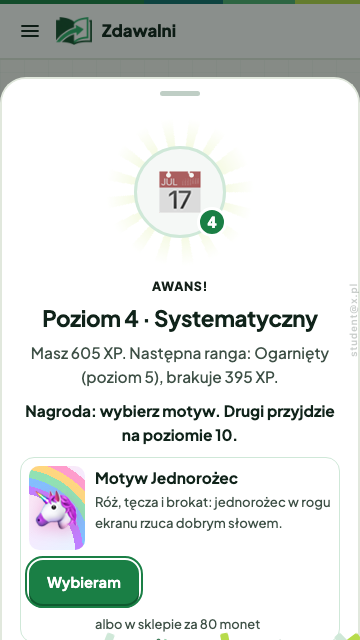 Zdawalni
JUL
17
4
AWANS!
Poziom 4 · Systematyczny
Masz 605 XP. Następna ranga: Ogarnięty
(poziom 5), brakuje 395 XP.
Nagroda: wybierz motyw. Drugi przyjdzie
na poziomie 10.
Motyw Jednorożec
Róż, tęcza i brokat: jednorożec w rogu
ekranu rzuca dobrym słowem.
Wybieram
albo w sklepie za 80 monet
student@x.pl